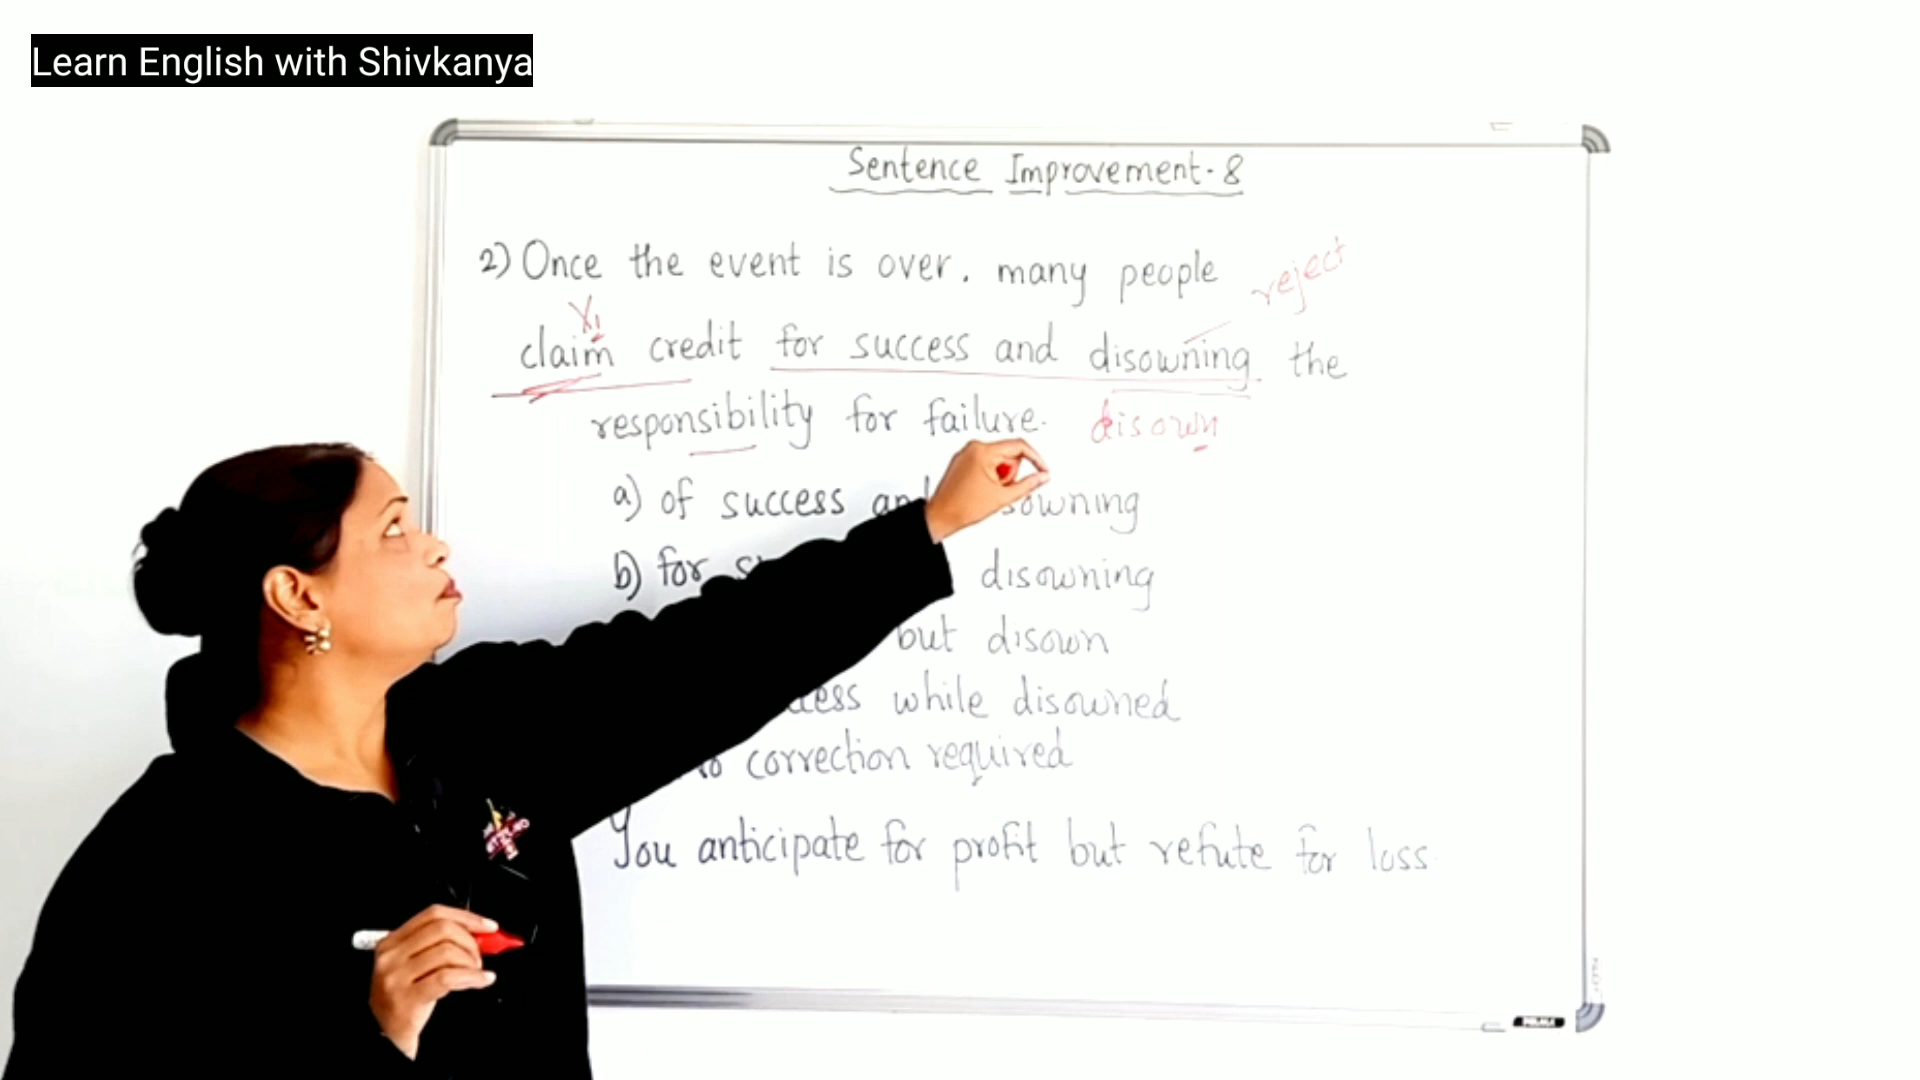 Learn English with Shivkanya
Sentence Improvement-8
2) Once the event is over. many people
reject
claim credit for success and disowning the
responsibility for failure. disown
a) of success and owning
b) for disowning
but disown
while disowned
correction required
You anticipate for profit but refute for loss